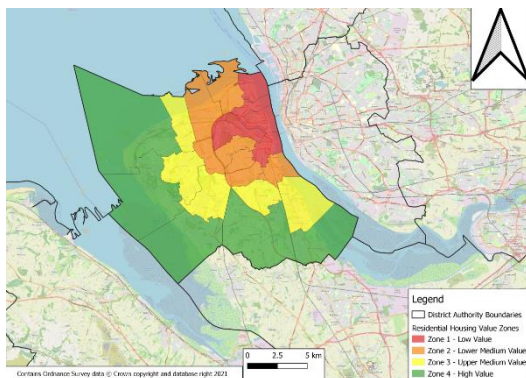 Legend
District Authority Boundaries
Residential Housing Value Zones
Zone 1 - Low Value
Zone 2 - Lower Medium Value
Zone 3 - Upper Medium Value
Zone 4 - High Value
0 2.5 5 km
Contains Ordnance Survey data © Crown copyright and database right 2021